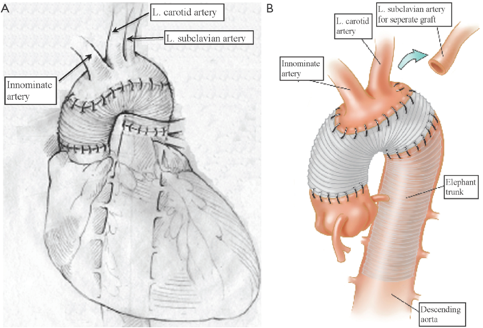 A
L. carotid artery
L. subclavian artery
Innominate
artery
B
L. subclavian artery
for seperate graft
L. carotid
artery
Innominate
artery
Elephant
trunk
Descending
aorta